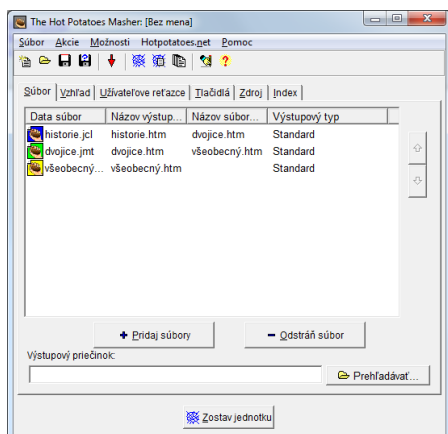 The Hot Potatoes Masher: [Bez mena]
Súbor Akcie Možnosti Hotpotatoes.net Pomoc
Súbor Vzhľad Užívateľove reťazce Tlačidlá Zdroj Index
Data súbor Názov výstup... Názov súbor... Výstupový typ
historie.jcl historie.htm dvojice.htm Standard
dvojice.jmt dvojice.htm všeobecný.htm Standard
všeobecný... všeobecný.htm Standard
Pridaj súbory Odstráň súbor
Výstupový priečinok:
Prehľadávať...
Zostav jednotku